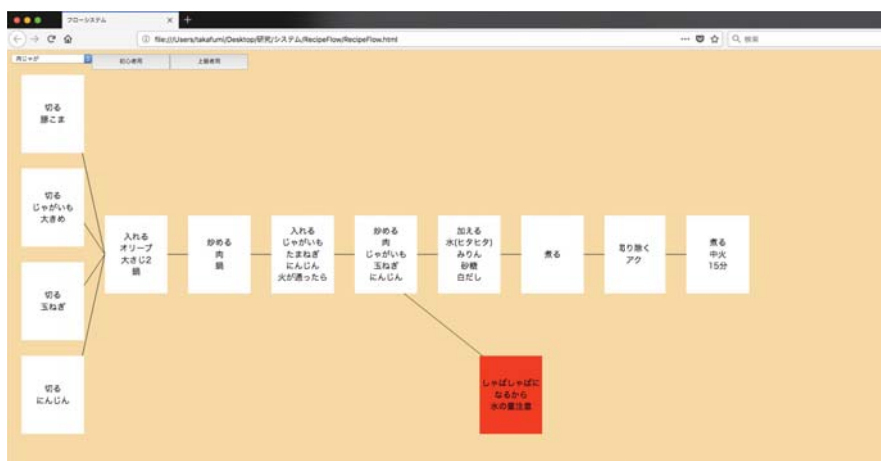 フローシステム
file:///Users/takafumi/Desktop/研究/システム/RecipeFlow/RecipeFlow.html
検索
肉じゃが
初心者用
上級者用
切る
豚こま
切る
じゃがいも
大きめ
切る
玉ねぎ
切る
にんじん
入れる
オリーブ
大さじ2
鍋
炒める
肉
鍋
入れる
じゃがいも
たまねぎ
にんじん
火が通ったら
炒める
肉
じゃがいも
玉ねぎ
にんじん
加える
水(ヒタヒタ)
みりん
砂糖
白だし
煮る
取り除く
アク
煮る
中火
15分
しゃばしゃばに
なるから
水の量注意